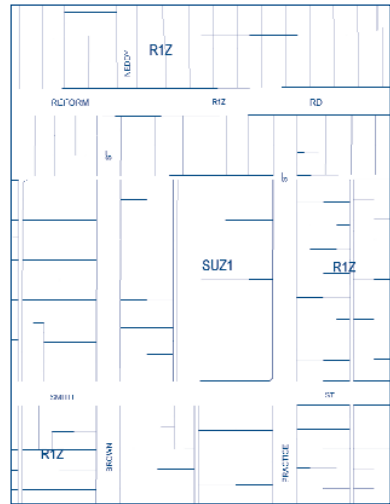 R1Z
NEDDY
REFORM R1Z RD
ST
ST
SUZ1
R1Z
SMITH ST
R1Z
BROWN
PRACTICE